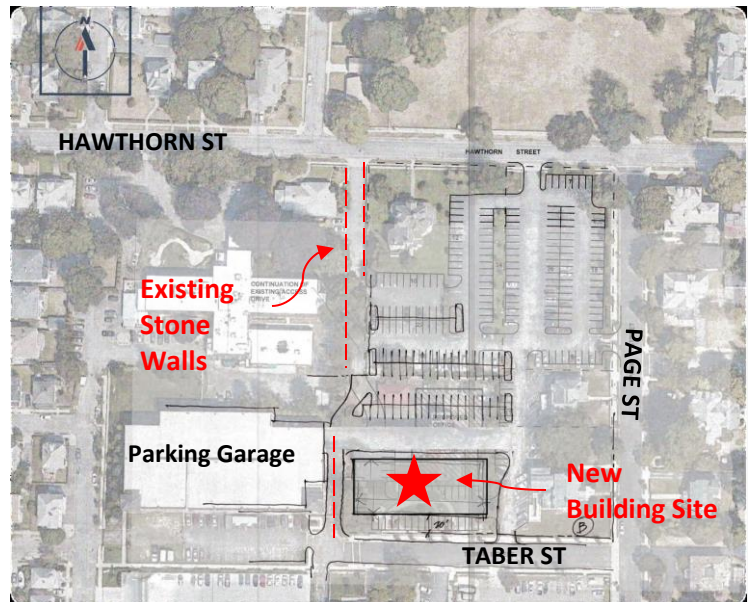 HAWTHORN ST
HAWTHORN STREET
CONTINUATION OF
EXISTING ACCESS
DRIVE
Existing
Stone
Walls
PAGE ST
Parking Garage
New
Building Site
20'
B
TABER ST